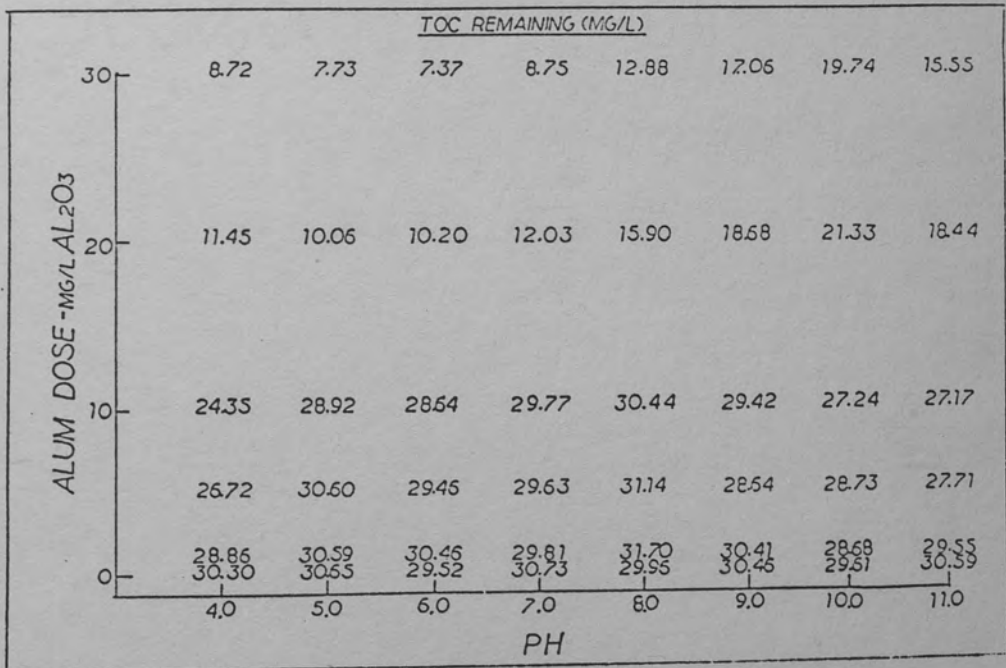 TOC REMAINING (MG/L)
30 8.72 7.73 7.37 8.75 12.88 17.06 19.74 15.55
ALUM DOSE-MG/L AL2O3
20 11.45 10.06 10.20 12.03 15.90 18.68 21.33 18.44
10 24.35 28.92 28.64 29.77 30.44 29.42 27.24 27.17
26.72 30.60 29.46 29.63 31.14 28.54 28.73 27.71
28.86 30.59 30.46 29.81 31.70 30.41 28.68 29.55
0 30.30 30.55 29.52 30.73 29.95 30.45 29.51 30.59
4.0 5.0 6.0 7.0 8.0 9.0 10.0 11.0
PH